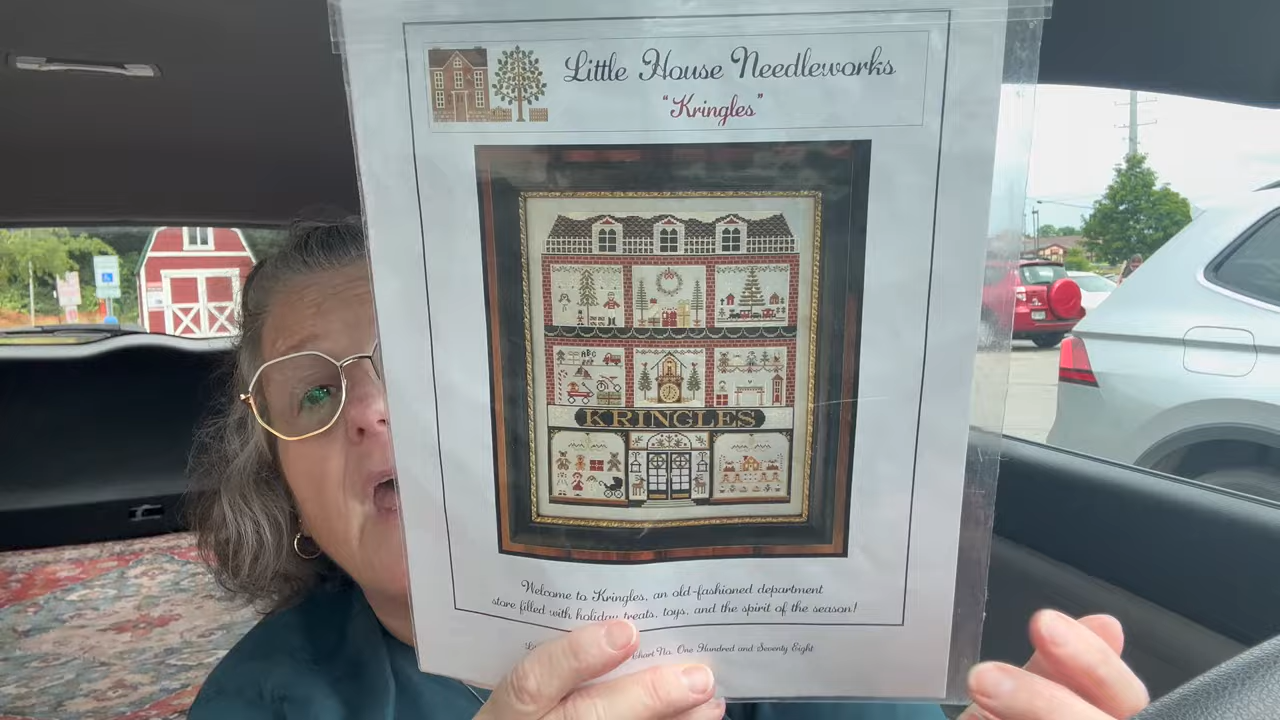 Little House Needleworks
"Kringles"
ABC
KRINGLES
Welcome to Kringles, an old-fashioned department
store filled with holiday treats, toys, and the spirit of the season!
Chart No. One Hundred and Seventy Eight